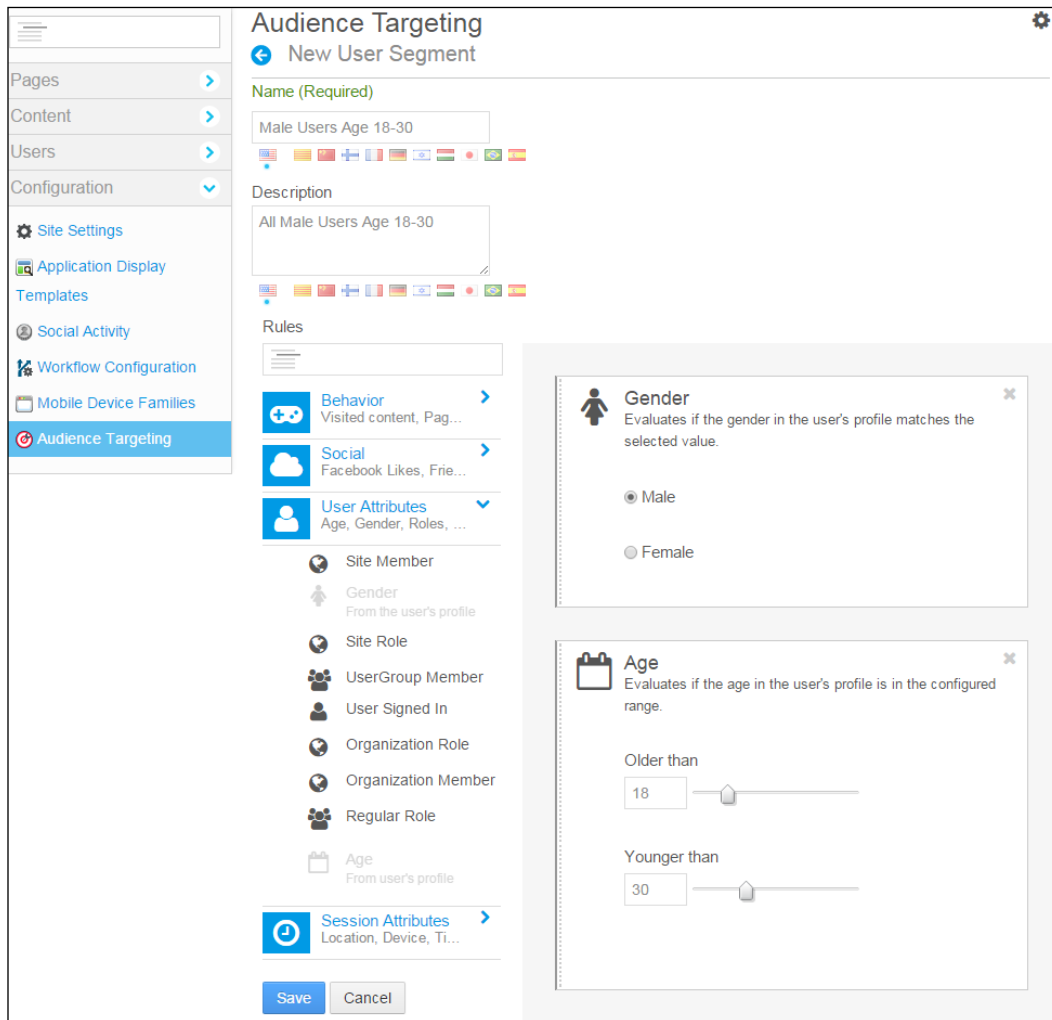 Audience Targeting
New User Segment
Pages
Content
Users
Configuration
Site Settings
Application Display
Templates
Social Activity
Workflow Configuration
Mobile Device Families
Audience Targeting
Name (Required)
Male Users Age 18-30
Description
All Male Users Age 18-30
Rules
Behavior
Visited content, Pag...
Social
Facebook Likes, Frie...
User Attributes
Age, Gender, Roles, ...
Site Member
Gender
From the user's profile
Site Role
UserGroup Member
User Signed In
Organization Role
Organization Member
Regular Role
Age
From user's profile
Session Attributes
Location, Device, Ti...
Save
Cancel
Gender
Evaluates if the gender in the user's profile matches the
selected value.
Male
Female
Age
Evaluates if the age in the user's profile is in the configured
range.
Older than
18
Younger than
30